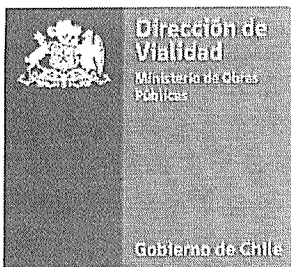 Dirección de
Vialidad
Ministerio de Obras
Públicas
Gobierno de Chile